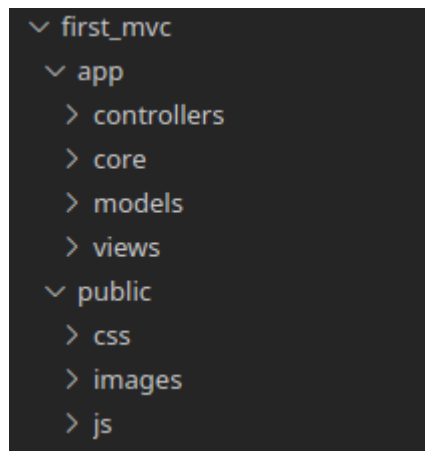 first_mvc
app
controllers
core
models
views
public
css
images
js